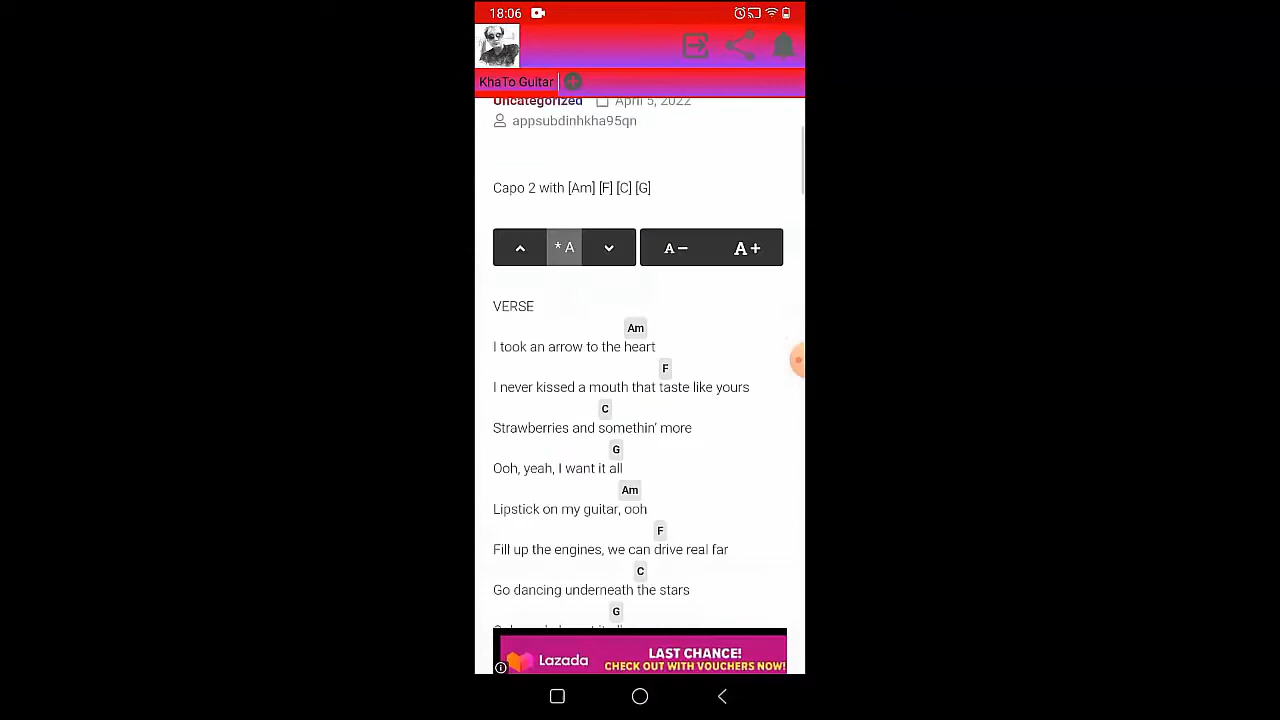 18:06
KhaTo Guitar
Uncategorized April 5, 2022
appsubdinhkha95qn
Capo 2 with [Am] [F] [C] [G]
* A A− A+
VERSE
Am
I took an arrow to the heart
F
I never kissed a mouth that taste like yours
C
Strawberries and somethin' more
G
Ooh, yeah, I want it all
Am
Lipstick on my guitar, ooh
F
Fill up the engines, we can drive real far
C
Go dancing underneath the stars
G
Lazada
LAST CHANCE!
CHECK OUT WITH VOUCHERS NOW!